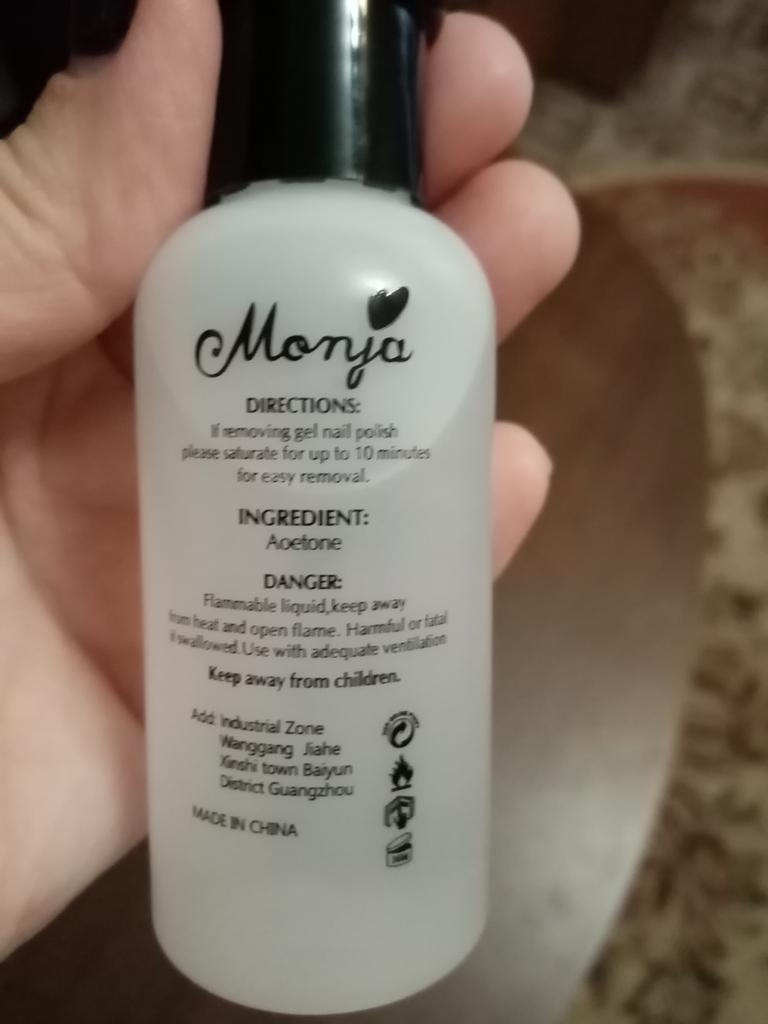 Monja
DIRECTIONS:
If removing gel nail polish
please saturate for up to 10 minutes
for easy removal.
INGREDIENT:
Aoetone
DANGER:
Flammable liquid,keep away
from heat and open flame. Harmful or fatal
if swallowed.Use with adequate ventilation
Keep away from children.
Add: Industrial Zone
Wanggang Jiahe
Xinshi town Baiyun
District Guangzhou
MADE IN CHINA